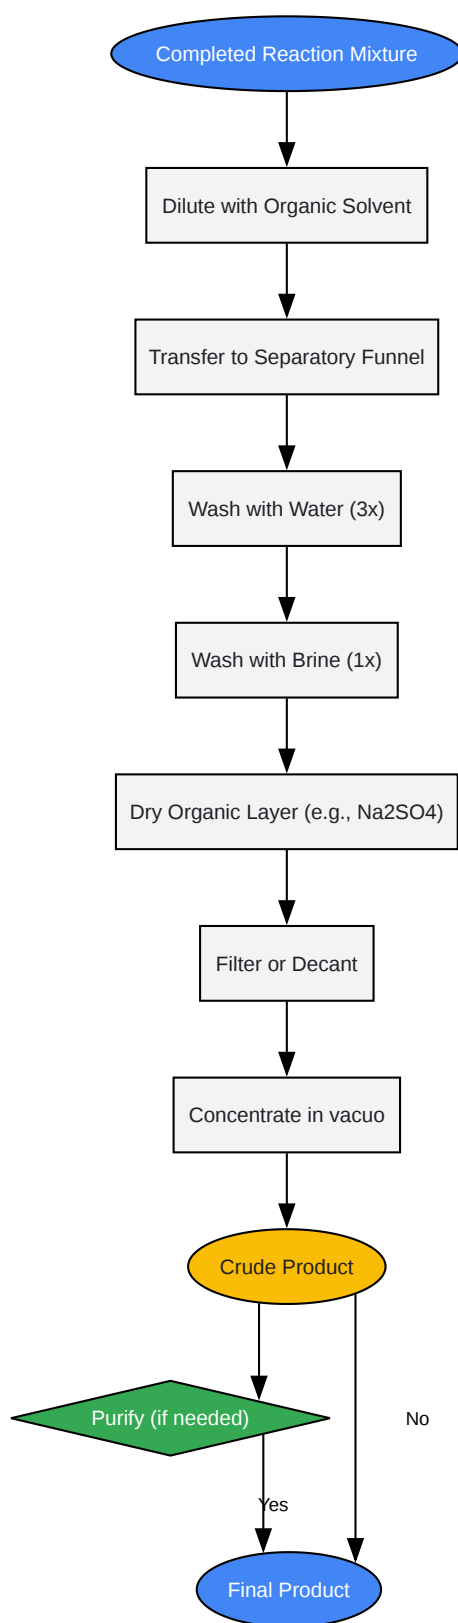 Completed Reaction Mixture
Dilute with Organic Solvent
Transfer to Separatory Funnel
Wash with Water (3x)
Wash with Brine (1x)
Dry Organic Layer (e.g., Na2SO4)
Filter or Decant
Concentrate in vacuo
Crude Product
Purify (if needed)
No
Yes
Final Product